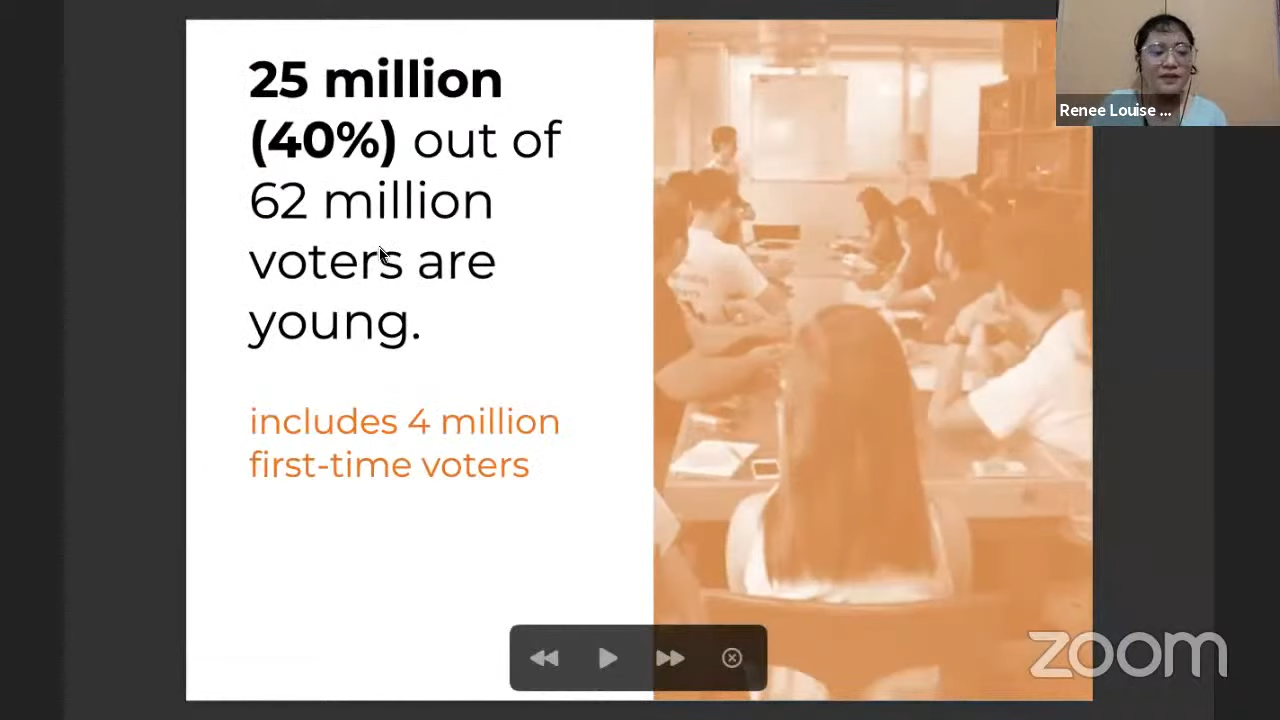 25 million
(40%) out of
62 million
voters are
young.
includes 4 million
first-time voters
Renee Louise ...
zoom